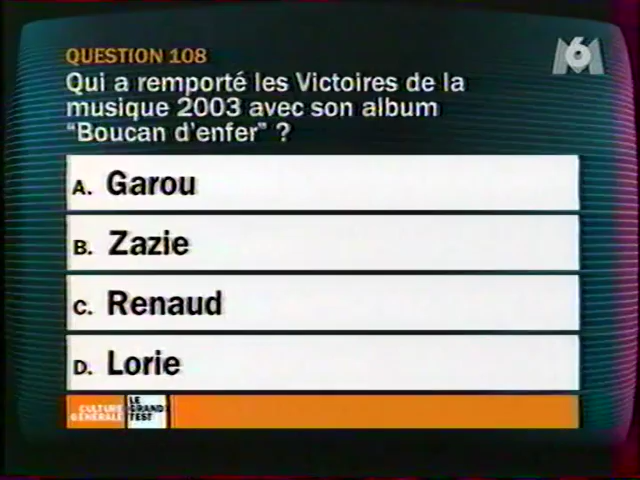 QUESTION 108
M6
Qui a remporté les Victoires de la
musique 2003 avec son album
"Boucan d'enfer" ?
A. Garou
B. Zazie
C. Renaud
D. Lorie
CULTURE
GÉNÉRALE
LE
GRAND
TEST